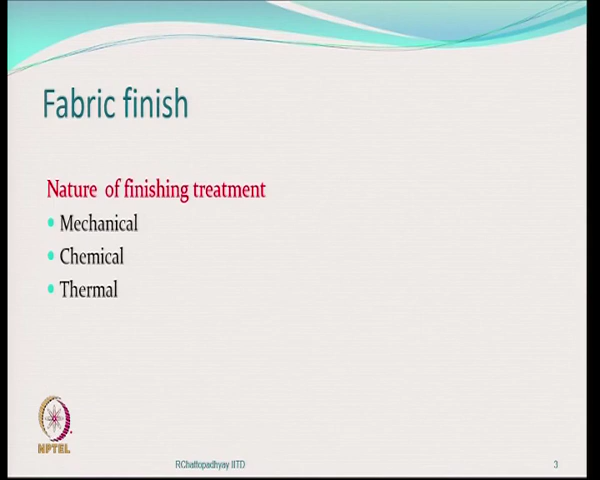 Fabric finish
Nature of finishing treatment
Mechanical
Chemical
Thermal
NPTEL
RChattopadhyay IITD
3